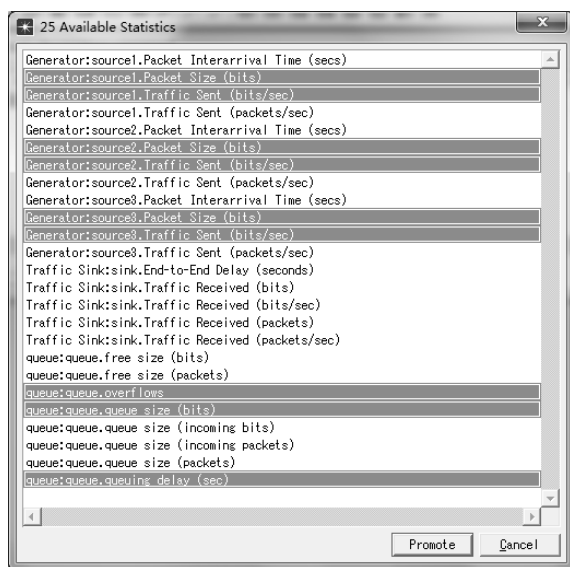 25 Available Statistics
Generator:source1.Packet Interarrival Time (secs)
Generator:source1.Packet Size (bits)
Generator:source1.Traffic Sent (bits/sec)
Generator:source1.Traffic Sent (packets/sec)
Generator:source2.Packet Interarrival Time (secs)
Generator:source2.Packet Size (bits)
Generator:source2.Traffic Sent (bits/sec)
Generator:source2.Traffic Sent (packets/sec)
Generator:source3.Packet Interarrival Time (secs)
Generator:source3.Packet Size (bits)
Generator:source3.Traffic Sent (bits/sec)
Generator:source3.Traffic Sent (packets/sec)
Traffic Sink:sink.End-to-End Delay (seconds)
Traffic Sink:sink.Traffic Received (bits)
Traffic Sink:sink.Traffic Received (bits/sec)
Traffic Sink:sink.Traffic Received (packets)
Traffic Sink:sink.Traffic Received (packets/sec)
queue:queue.free size (bits)
queue:queue.free size (packets)
queue:queue.overflows
queue:queue.queue size (bits)
queue:queue.queue size (incoming bits)
queue:queue.queue size (incoming packets)
queue:queue.queue size (packets)
queue:queue.queuing delay (sec)
Promote Cancel